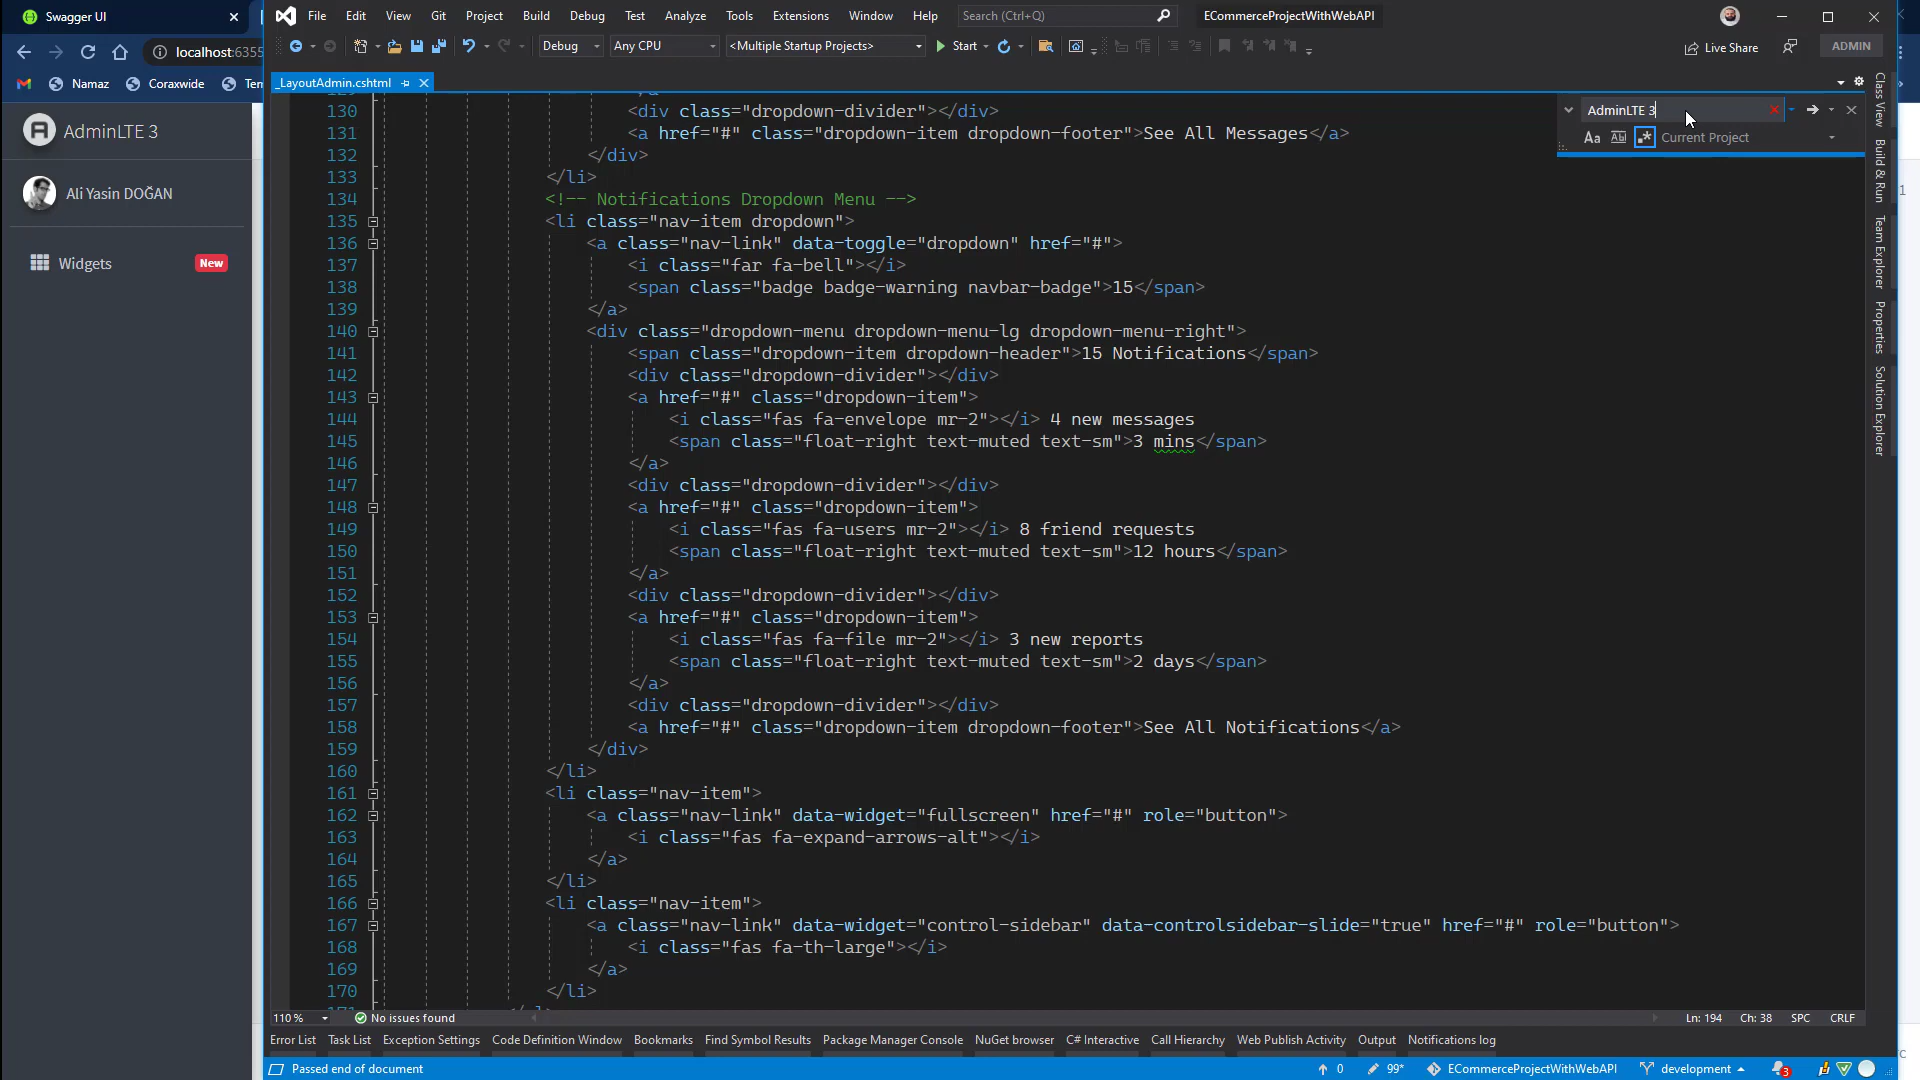 Swagger UI
localhost:6355
Namaz
Coraxwide
AdminLTE 3
Ali Yasin DOĞAN
Widgets
New
File Edit View Git Project Build Debug Test Analyze Tools Extensions Window Help Search (Ctrl+Q) ECommerceProjectWithWebAPI
Debug Any CPU <Multiple Startup Projects> Start Live Share ADMIN
_LayoutAdmin.cshtml
AdminLTE 3
Aa Current Project
130 <div class="dropdown-divider"></div>
131 <a href="#" class="dropdown-item dropdown-footer">See All Messages</a>
132 </div>
133 </li>
134 <!-- Notifications Dropdown Menu -->
135 <li class="nav-item dropdown">
136 <a class="nav-link" data-toggle="dropdown" href="#">
137 <i class="far fa-bell"></i>
138 <span class="badge badge-warning navbar-badge">15</span>
139 </a>
140 <div class="dropdown-menu dropdown-menu-lg dropdown-menu-right">
141 <span class="dropdown-item dropdown-header">15 Notifications</span>
142 <div class="dropdown-divider"></div>
143 <a href="#" class="dropdown-item">
144 <i class="fas fa-envelope mr-2"></i> 4 new messages
145 <span class="float-right text-muted text-sm">3 mins</span>
146 </a>
147 <div class="dropdown-divider"></div>
148 <a href="#" class="dropdown-item">
149 <i class="fas fa-users mr-2"></i> 8 friend requests
150 <span class="float-right text-muted text-sm">12 hours</span>
151 </a>
152 <div class="dropdown-divider"></div>
153 <a href="#" class="dropdown-item">
154 <i class="fas fa-file mr-2"></i> 3 new reports
155 <span class="float-right text-muted text-sm">2 days</span>
156 </a>
157 <div class="dropdown-divider"></div>
158 <a href="#" class="dropdown-item dropdown-footer">See All Notifications</a>
159 </div>
160 </li>
161 <li class="nav-item">
162 <a class="nav-link" data-widget="fullscreen" href="#" role="button">
163 <i class="fas fa-expand-arrows-alt"></i>
164 </a>
165 </li>
166 <li class="nav-item">
167 <a class="nav-link" data-widget="control-sidebar" data-controlsidebar-slide="true" href="#" role="button">
168 <i class="fas fa-th-large"></i>
169 </a>
170 </li>
Class View
Build & Run
Team Explorer
Properties
Solution Explorer
110 % No issues found Ln: 194 Ch: 38 SPC CRLF
Error List Task List Exception Settings Code Definition Window Bookmarks Find Symbol Results Package Manager Console NuGet browser C# Interactive Call Hierarchy Web Publish Activity Output Notifications log
Passed end of document 0 99* ECommerceProjectWithWebAPI development 3